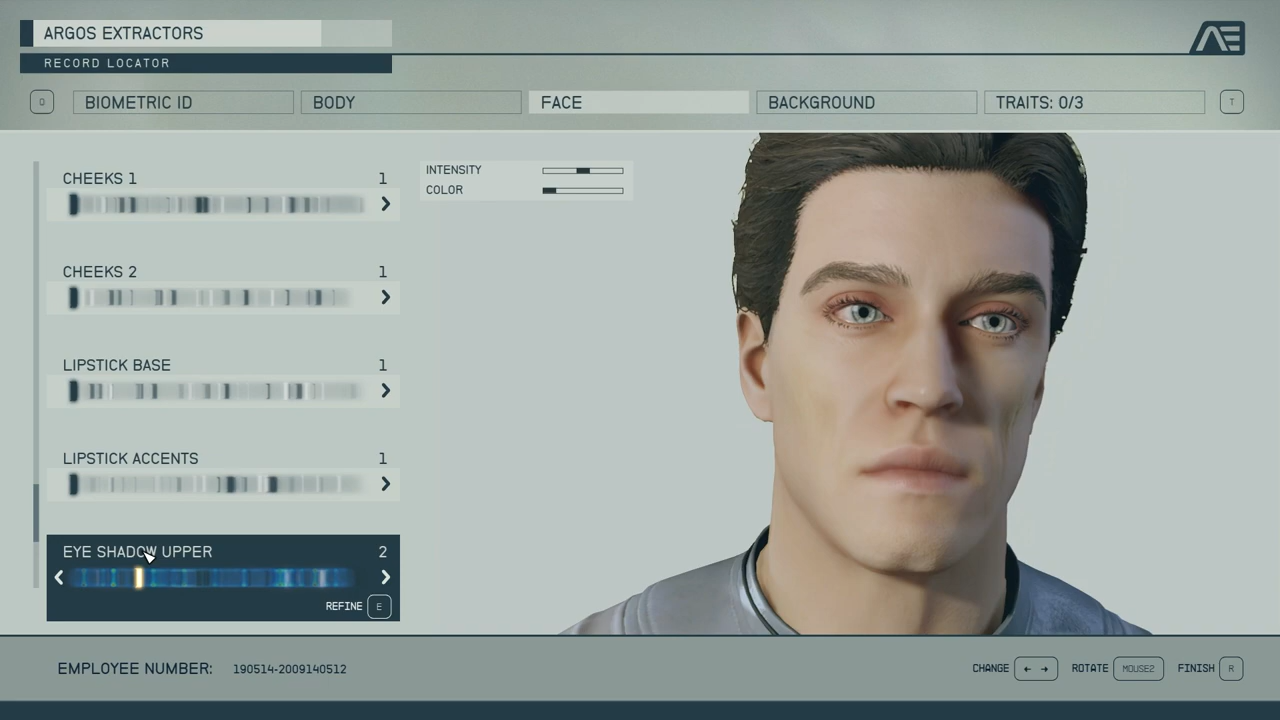 ARGOS EXTRACTORS
RECORD LOCATOR
AE
Q BIOMETRIC ID BODY FACE BACKGROUND TRAITS: 0/3 T
CHEEKS 1 1
INTENSITY
COLOR
CHEEKS 2 1
LIPSTICK BASE 1
LIPSTICK ACCENTS 1
EYE SHADOW UPPER 2
REFINE E
EMPLOYEE NUMBER: 190514-2009140512
CHANGE ← → ROTATE MOUSE2 FINISH R